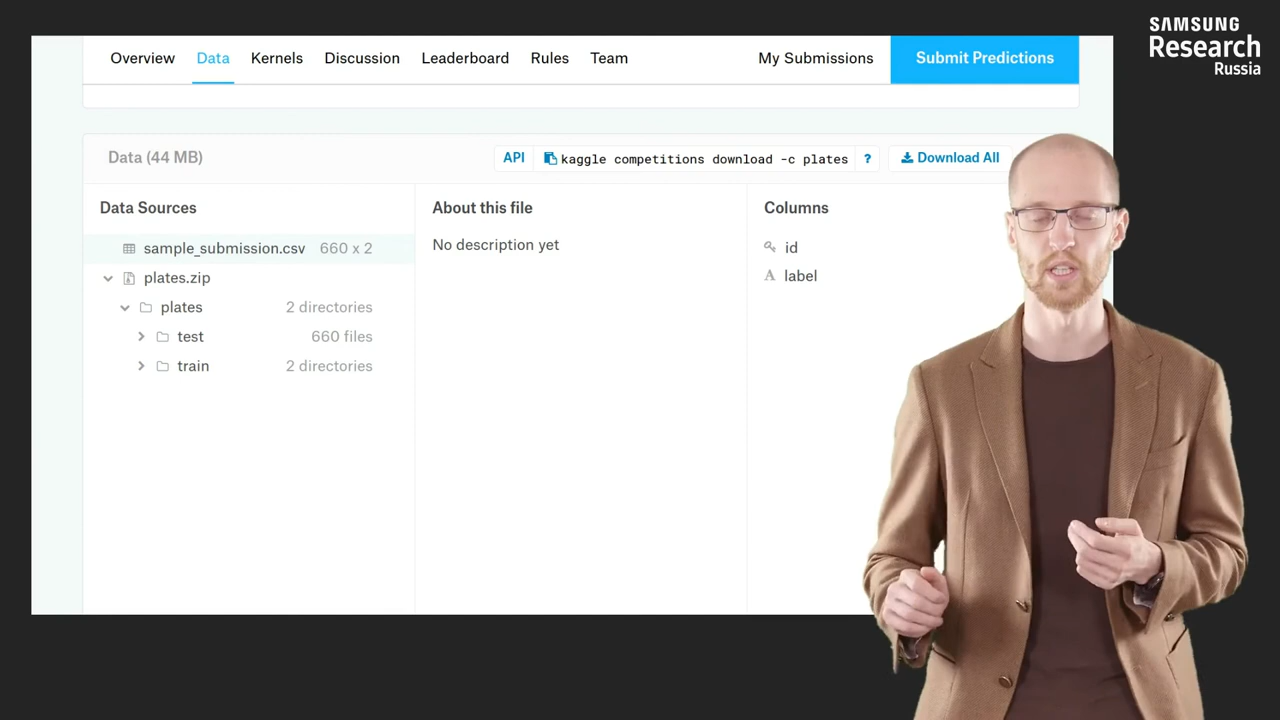 SAMSUNG
Research
Russia
Overview Data Kernels Discussion Leaderboard Rules Team My Submissions Submit Predictions
Data (44 MB) API kaggle competitions download -c plates ? Download All
Data Sources About this file Columns
sample_submission.csv 660 x 2 No description yet id
plates.zip label
plates 2 directories
test 660 files
train 2 directories